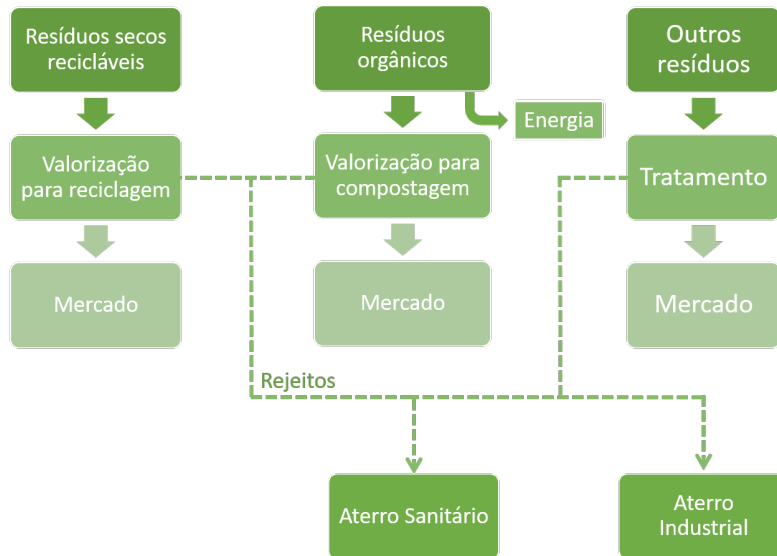 Resíduos secos
recicláveis
Resíduos
orgânicos
Outros
resíduos
Energia
Valorização
para reciclagem
Valorização para
compostagem
Tratamento
Mercado
Mercado
Mercado
Rejeitos
Aterro Sanitário
Aterro
Industrial